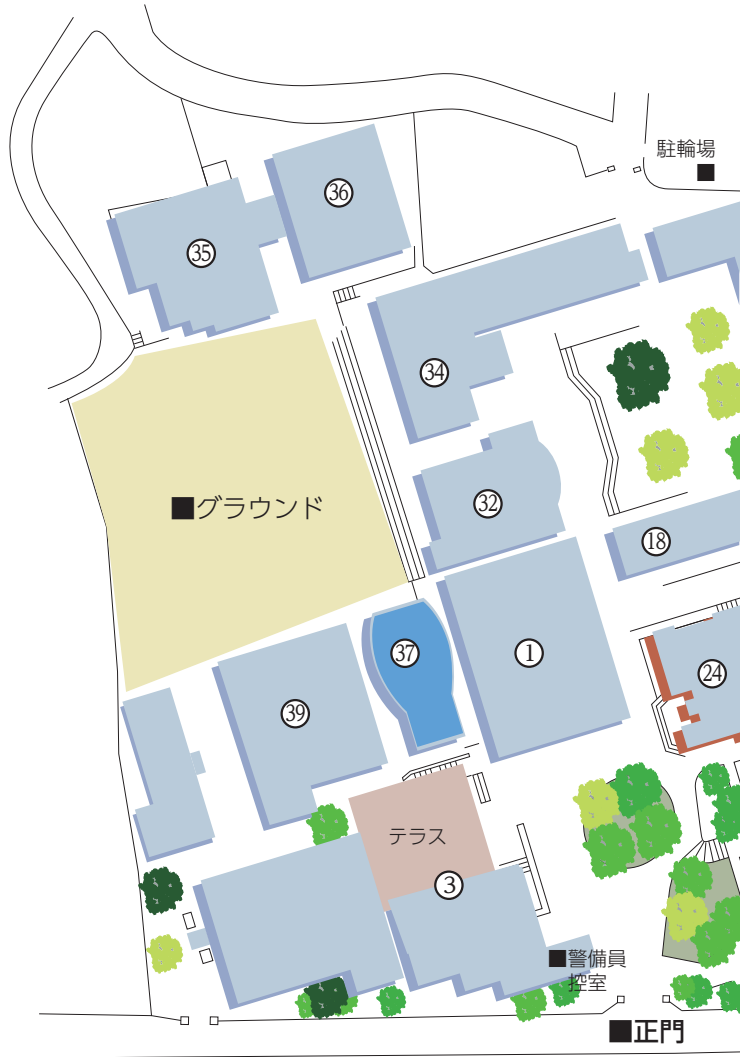 駐輪場
■
㊱
㉟
㉞
■グラウンド
㉜
⑱
㊲
①
㉔
㊴
テラス
③
■警備員
控室
■正門